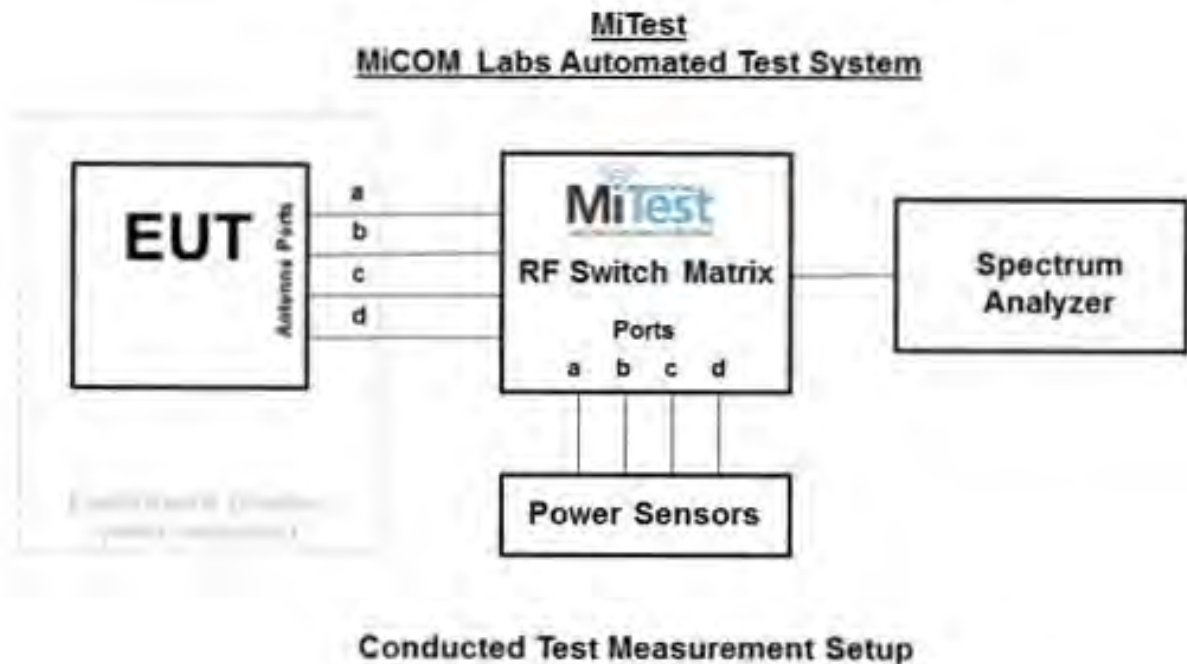 MiTest
MiCOM Labs Automated Test System
EUT
Antenna Ports
a
b
c
d
MiTest
RF Switch Matrix
Ports
a b c d
Spectrum
Analyzer
Power Sensors
Conducted Test Measurement Setup